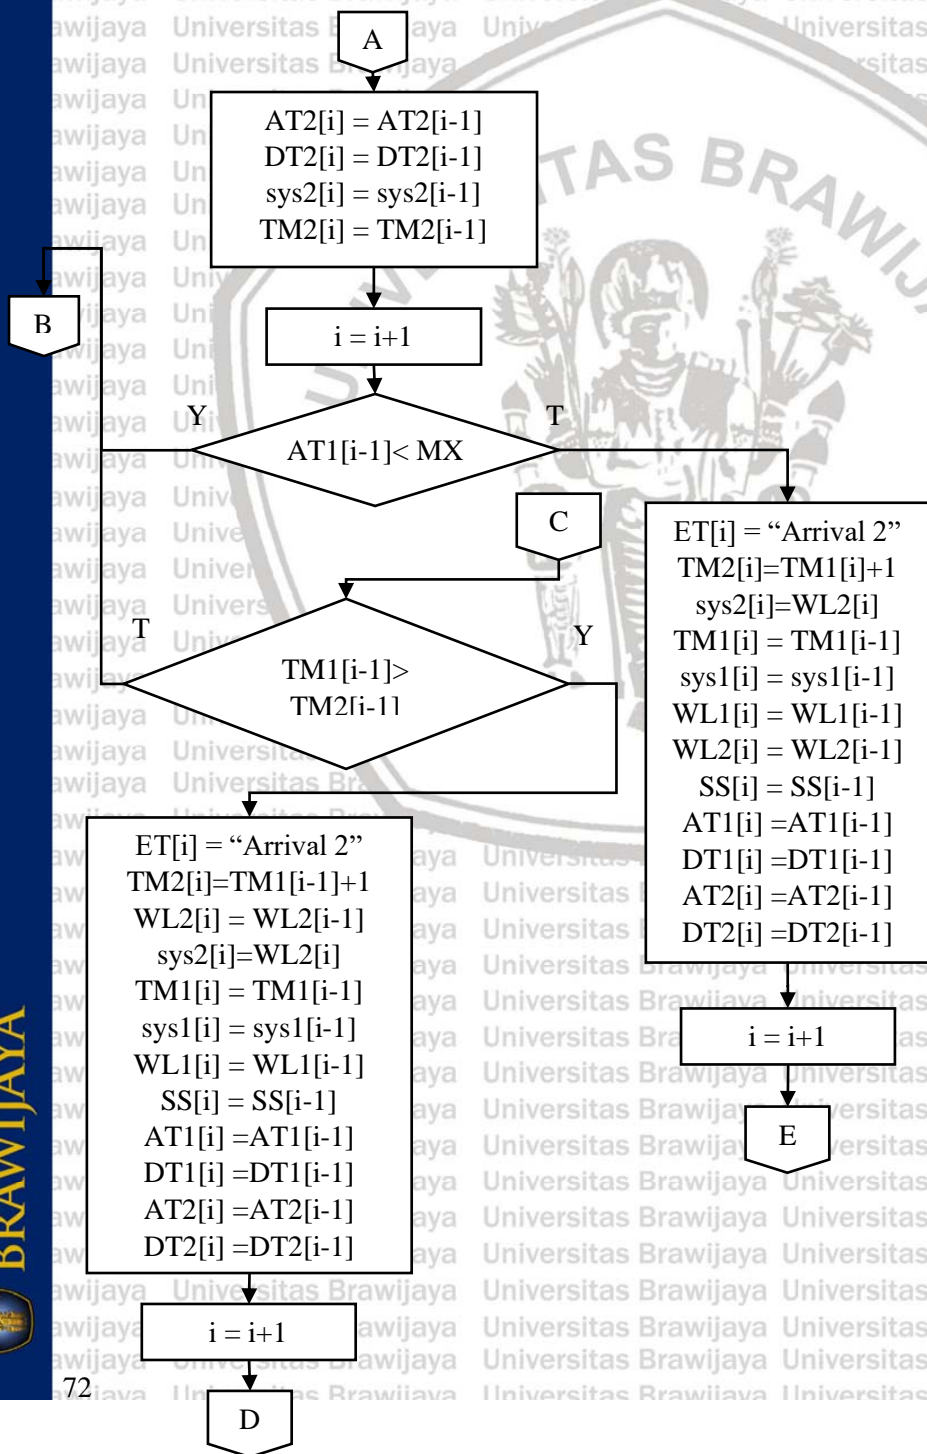 A
AT2[i] = AT2[i-1]
DT2[i] = DT2[i-1]
sys2[i] = sys2[i-1]
TM2[i] = TM2[i-1]
B
i = i+1
Y
T
AT1[i-1]< MX
C
T
Y
TM1[i-1]>
TM2[i-1]
ET[i] = “Arrival 2”
TM2[i]=TM1[i]+1
sys2[i]=WL2[i]
TM1[i] = TM1[i-1]
sys1[i] = sys1[i-1]
WL1[i] = WL1[i-1]
WL2[i] = WL2[i-1]
SS[i] = SS[i-1]
AT1[i] =AT1[i-1]
DT1[i] =DT1[i-1]
AT2[i] =AT2[i-1]
DT2[i] =DT2[i-1]
i = i+1
E
ET[i] = “Arrival 2”
TM2[i]=TM1[i-1]+1
WL2[i] = WL2[i-1]
sys2[i]=WL2[i]
TM1[i] = TM1[i-1]
sys1[i] = sys1[i-1]
WL1[i] = WL1[i-1]
SS[i] = SS[i-1]
AT1[i] =AT1[i-1]
DT1[i] =DT1[i-1]
AT2[i] =AT2[i-1]
DT2[i] =DT2[i-1]
i = i+1
D
72
BRAWIJAYA